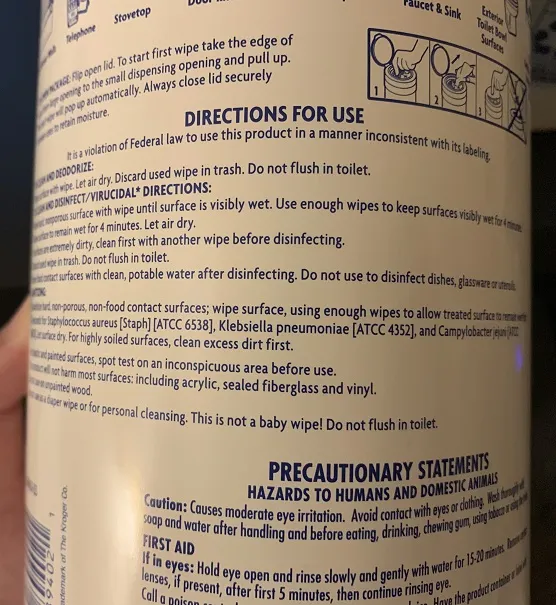 Telephone
Stovetop
Faucet & Sink
Exterior
Toilet Bowl
Surfaces
PACKAGE: Flip open lid. To start first wipe take the edge of
opening to the small dispensing opening and pull up.
will pop up automatically. Always close lid securely
to retain moisture.
1 2 3
DIRECTIONS FOR USE
It is a violation of Federal law to use this product in a manner inconsistent with its labeling.
AND DEODORIZE:
surface with wipe. Let air dry. Discard used wipe in trash. Do not flush in toilet.
AND DISINFECT/VIRUCIDAL* DIRECTIONS:
nonporous surface with wipe until surface is visibly wet. Use enough wipes to keep surfaces visibly wet for 4 minutes
surface to remain wet for 4 minutes. Let air dry.
are extremely dirty, clean first with another wipe before disinfecting.
used wipe in trash. Do not flush in toilet.
contact surfaces with clean, potable water after disinfecting. Do not use to disinfect dishes, glassware or utensils.
hard, non-porous, non-food contact surfaces; wipe surface, using enough wipes to allow treated surface to remain
for Staphylococcus aureus [Staph] [ATCC 6538], Klebsiella pneumoniae [ATCC 4352], and Campylobacter jejuni [ATCC
surface dry. For highly soiled surfaces, clean excess dirt first.
and painted surfaces, spot test on an inconspicuous area before use.
will not harm most surfaces: including acrylic, sealed fiberglass and vinyl.
unpainted wood.
diaper wipe or for personal cleansing. This is not a baby wipe! Do not flush in toilet.
PRECAUTIONARY STATEMENTS
HAZARDS TO HUMANS AND DOMESTIC ANIMALS
Caution: Causes moderate eye irritation. Avoid contact with eyes or clothing. Wash thoroughly with
soap and water after handling and before eating, drinking, chewing gum, using tobacco or using the
FIRST AID
If in eyes: Hold eye open and rinse slowly and gently with water for 15-20 minutes. Remove
lenses, if present, after first 5 minutes, then continue rinsing eye.
Call a poison
Have the product container
trademark of The Kroger Co.
19402 1